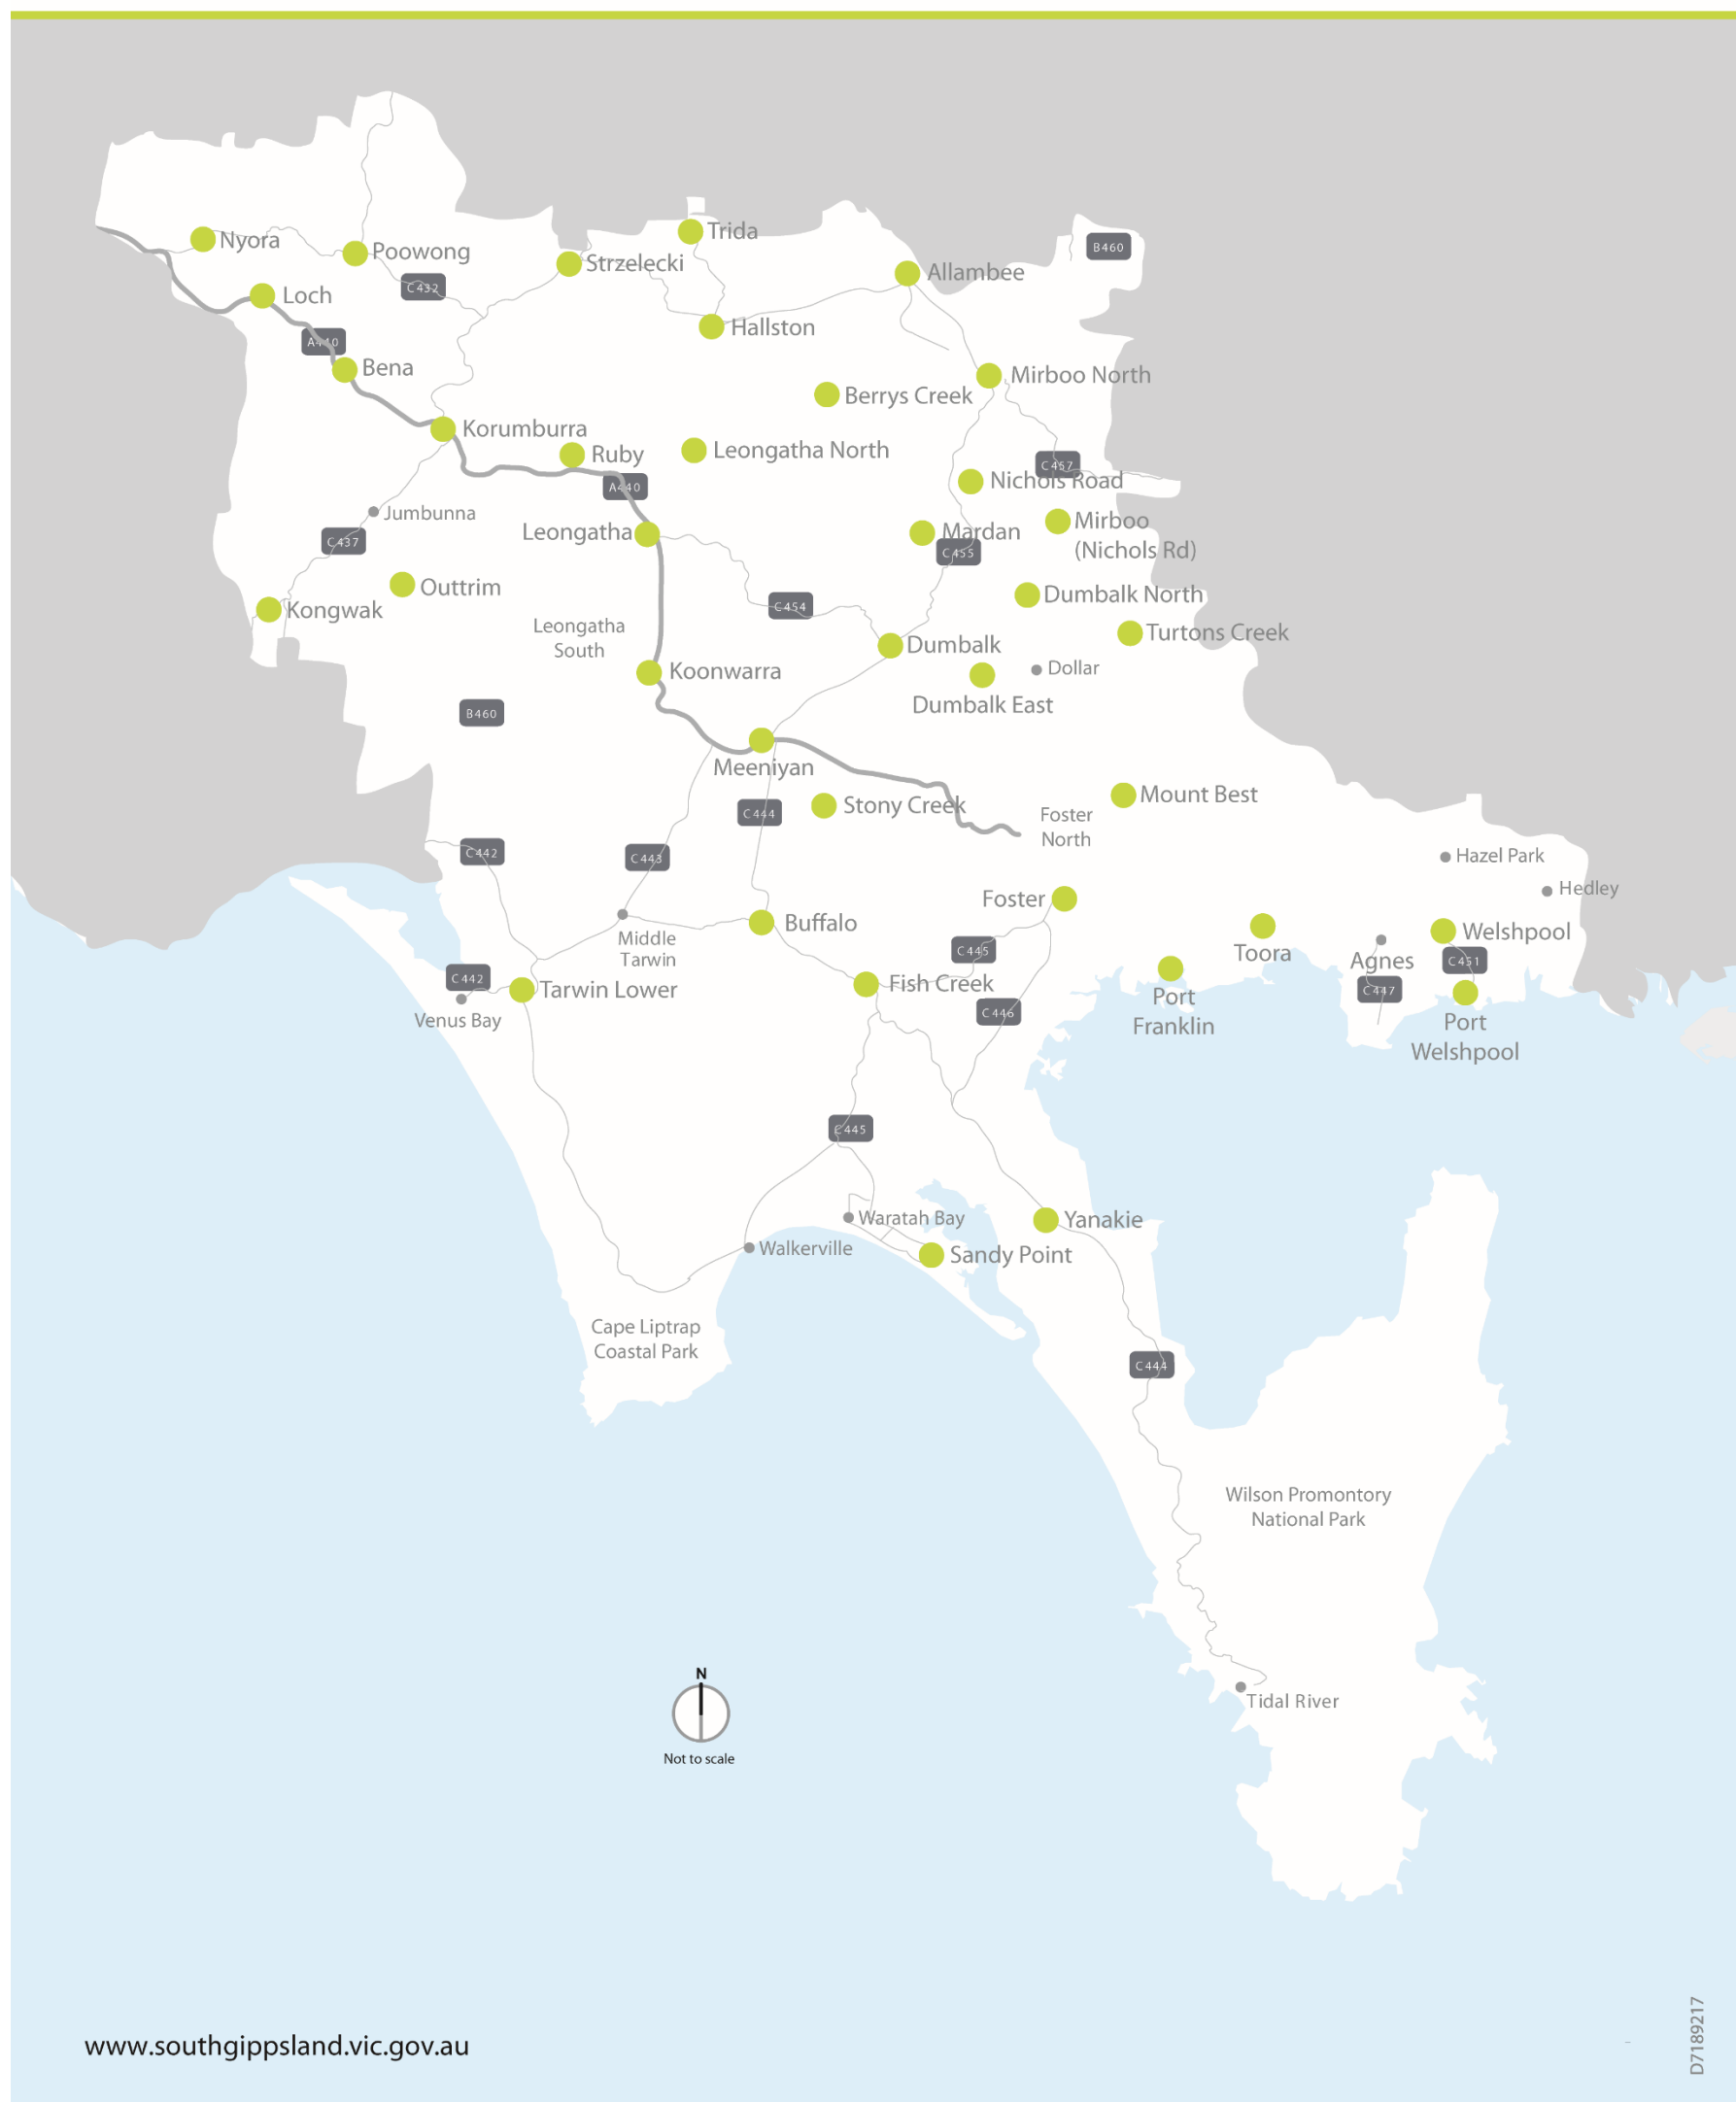 B460
Trida
Nyora
Poowong
Strzelecki
Allambee
C432
Loch
Hallston
A440
Bena
Mirboo North
Berrys Creek
Korumburra
Ruby
Leongatha North
C457
Nichols Road
A440
Jumbunna
Leongatha
Mardan
Mirboo
(Nichols Rd)
C437
C455
Outtrim
Dumbalk North
Kongwak
C454
Leongatha
South
Turtons Creek
Dumbalk
Koonwarra
Dollar
Dumbalk East
B460
Meeniyan
Mount Best
Stony Creek
C444
Foster
North
C442
C443
Hazel Park
Hedley
Foster
Buffalo
Welshpool
Middle
Tarwin
C445
Toora
Agnes
C451
C442
Tarwin Lower
Fish Creek
C447
Port
Franklin
Venus Bay
C446
Port
Welshpool
C445
Waratah Bay
Yanakie
Walkerville
Sandy Point
Cape Liptrap
Coastal Park
C444
Wilson Promontory
National Park
N
Tidal River
Not to scale
www.southgippsland.vic.gov.au
D7189217